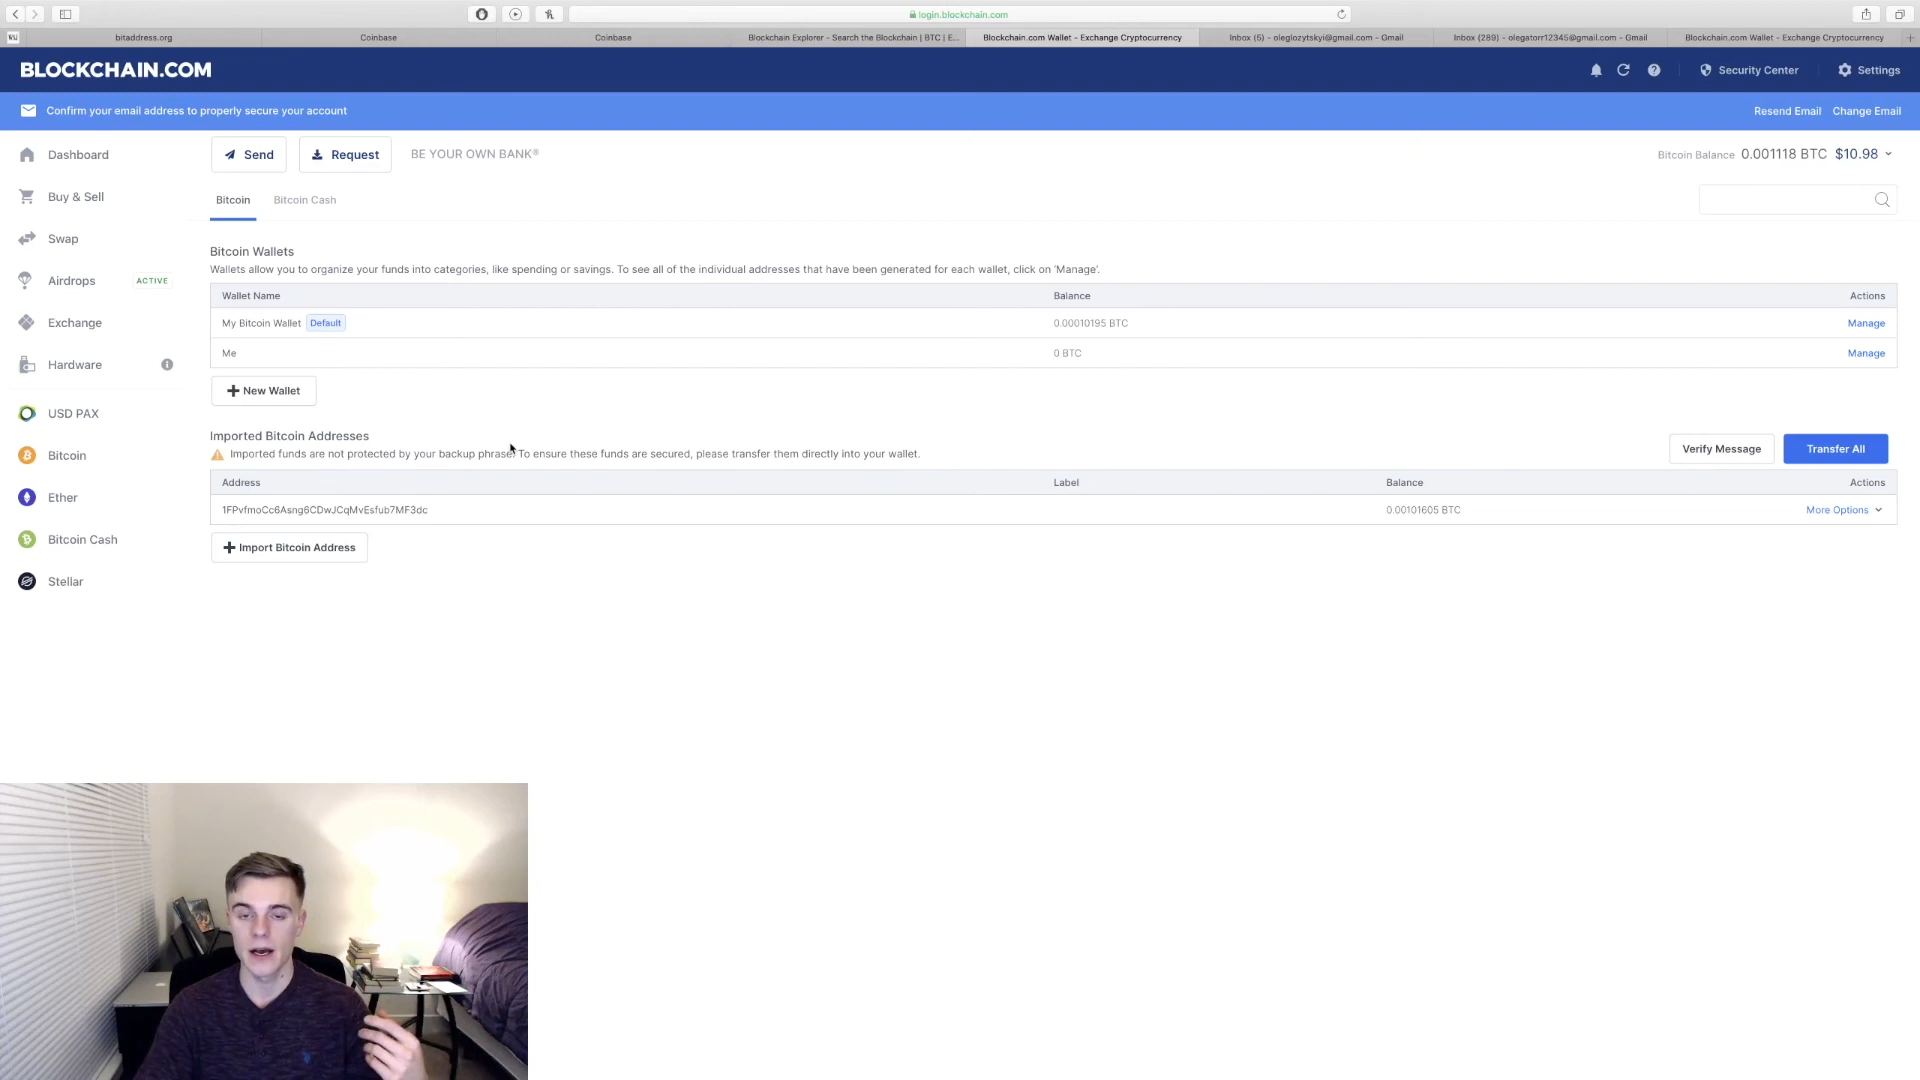 login.blockchain.com
bitaddress.org
Coinbase
Coinbase
Blockchain Explorer - Search the Blockchain | BTC | E...
Blockchain.com Wallet - Exchange Cryptocurrency
Inbox (5) - oleglozytskyi@gmail.com - Gmail
Inbox (289) - olegatorr12345@gmail.com - Gmail
Blockchain.com Wallet - Exchange Cryptocurrency
BLOCKCHAIN.COM
Security Center
Settings
Confirm your email address to properly secure your account
Resend Email
Change Email
Dashboard
Buy & Sell
Swap
Airdrops ACTIVE
Exchange
Hardware
USD PAX
Bitcoin
Ether
Bitcoin Cash
Stellar
Send
Request
BE YOUR OWN BANK®
Bitcoin Balance 0.001118 BTC $10.98
Bitcoin
Bitcoin Cash
Bitcoin Wallets
Wallets allow you to organize your funds into categories, like spending or savings. To see all of the individual addresses that have been generated for each wallet, click on 'Manage'.
Wallet Name Balance Actions
My Bitcoin Wallet Default 0.00010195 BTC Manage
Me 0 BTC Manage
New Wallet
Imported Bitcoin Addresses
Imported funds are not protected by your backup phrase. To ensure these funds are secured, please transfer them directly into your wallet.
Verify Message
Transfer All
Address Label Balance Actions
1FPvfmoCc6Asng6CDwJCqMvEsfub7MF3dc 0.00101605 BTC More Options
Import Bitcoin Address